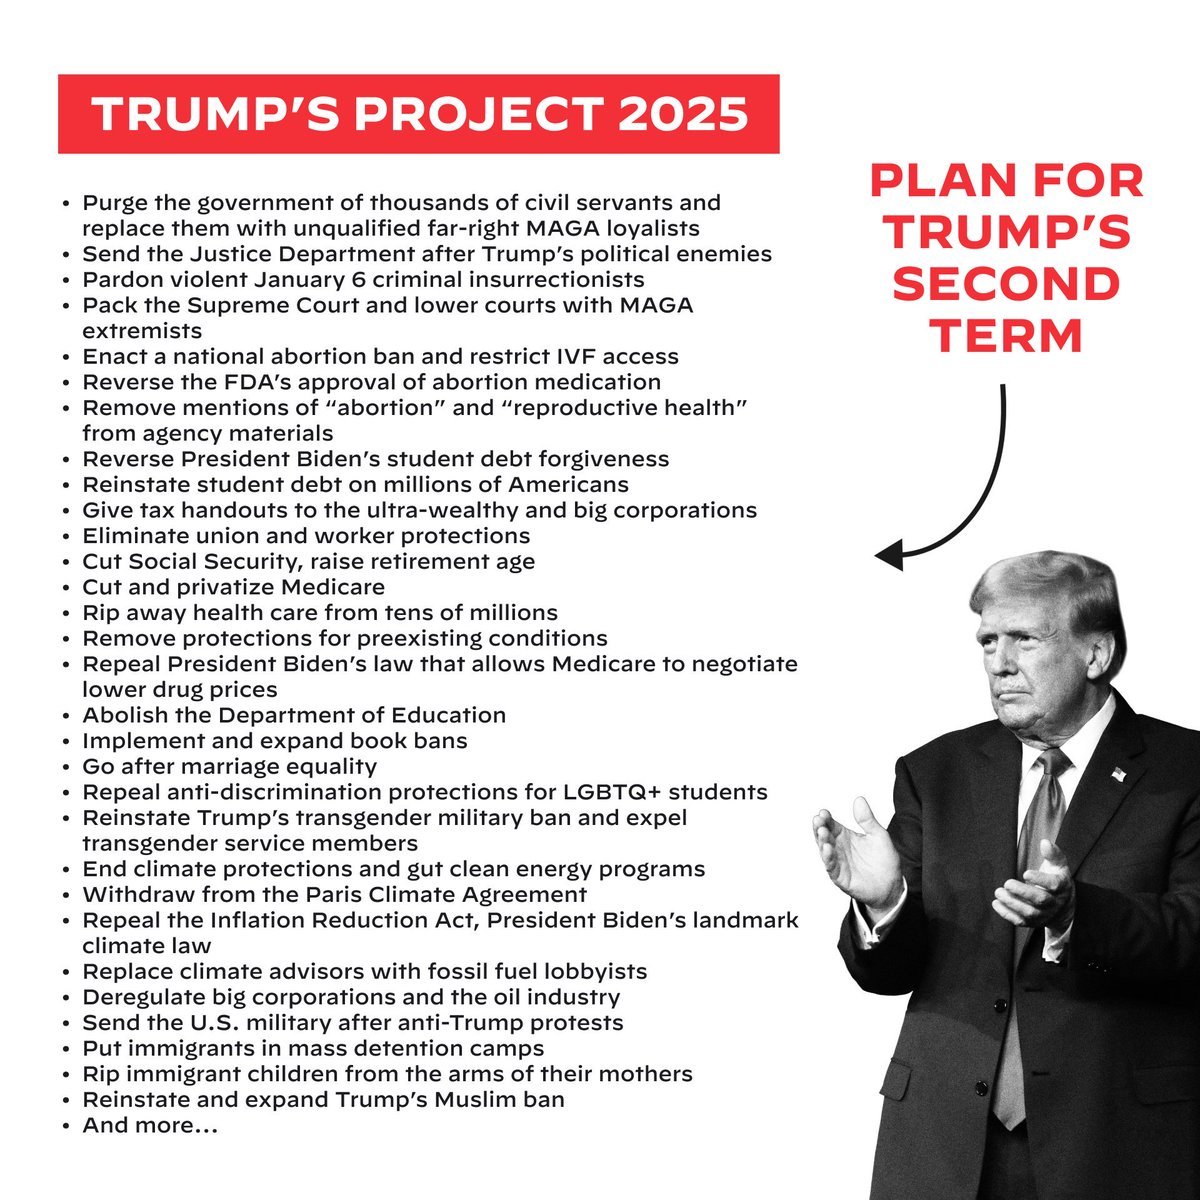 TRUMP’S PROJECT 2025
PLAN FOR
TRUMP’S
SECOND
TERM
• Purge the government of thousands of civil servants and
replace them with unqualified far-right MAGA loyalists
• Send the Justice Department after Trump’s political enemies
• Pardon violent January 6 criminal insurrectionists
• Pack the Supreme Court and lower courts with MAGA
extremists
• Enact a national abortion ban and restrict IVF access
• Reverse the FDA’s approval of abortion medication
• Remove mentions of “abortion” and “reproductive health”
from agency materials
• Reverse President Biden’s student debt forgiveness
• Reinstate student debt on millions of Americans
• Give tax handouts to the ultra-wealthy and big corporations
• Eliminate union and worker protections
• Cut Social Security, raise retirement age
• Cut and privatize Medicare
• Rip away health care from tens of millions
• Remove protections for preexisting conditions
• Repeal President Biden’s law that allows Medicare to negotiate
lower drug prices
• Abolish the Department of Education
• Implement and expand book bans
• Go after marriage equality
• Repeal anti-discrimination protections for LGBTQ+ students
• Reinstate Trump’s transgender military ban and expel
transgender service members
• End climate protections and gut clean energy programs
• Withdraw from the Paris Climate Agreement
• Repeal the Inflation Reduction Act, President Biden’s landmark
climate law
• Replace climate advisors with fossil fuel lobbyists
• Deregulate big corporations and the oil industry
• Send the U.S. military after anti-Trump protests
• Put immigrants in mass detention camps
• Rip immigrant children from the arms of their mothers
• Reinstate and expand Trump’s Muslim ban
• And more...